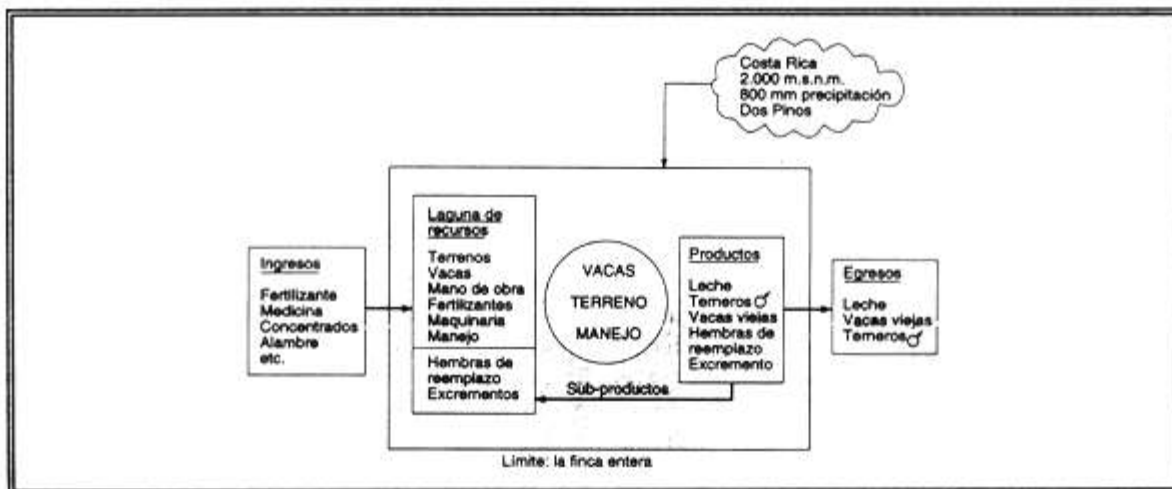 Costa Rica
2.000 m.s.n.m.
800 mm precipitación
Dos Pinos
Ingresos
Fertilizante
Medicina
Concentrados
Alambre
etc.
Laguna de
recursos
Terrenos
Vacas
Mano de obra
Fertilizantes
Maquinaria
Manejo
Hembras de
reemplazo
Excrementos
VACAS
TERRENO
MANEJO
Productos
Leche
Terneros ♂
Vacas viejas
Hembras de
reemplazo
Excremento
Sub-productos
Egresos
Leche
Vacas viejas
Terneros ♂
Límite: la finca entera